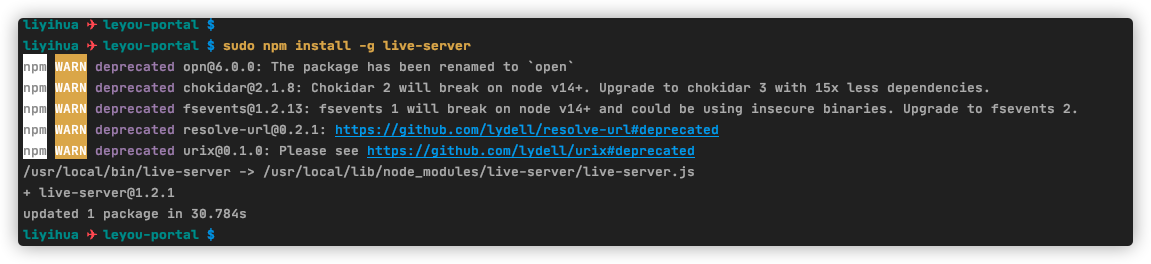 liyihua ✈ leyou-portal $
liyihua ✈ leyou-portal $ sudo npm install -g live-server
npm WARN deprecated opn@6.0.0: The package has been renamed to `open`
npm WARN deprecated chokidar@2.1.8: Chokidar 2 will break on node v14+. Upgrade to chokidar 3 with 15x less dependencies.
npm WARN deprecated fsevents@1.2.13: fsevents 1 will break on node v14+ and could be using insecure binaries. Upgrade to fsevents 2.
npm WARN deprecated resolve-url@0.2.1: https://github.com/lydell/resolve-url#deprecated
npm WARN deprecated urix@0.1.0: Please see https://github.com/lydell/urix#deprecated
/usr/local/bin/live-server -> /usr/local/lib/node_modules/live-server/live-server.js
+ live-server@1.2.1
updated 1 package in 30.784s
liyihua ✈ leyou-portal $